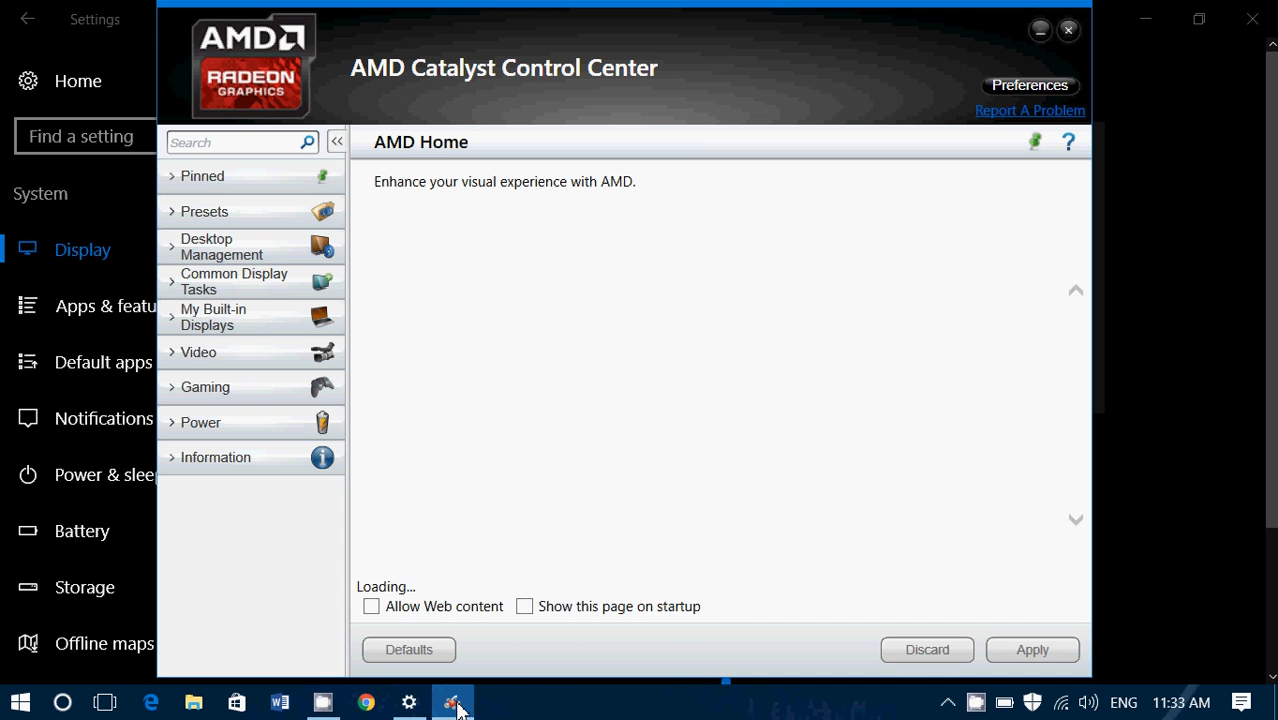 Settings
Home
Find a setting
System
Display
Apps & featu
Default apps
Notifications
Power & slee
Battery
Storage
Offline maps
AMD
RADEON
GRAPHICS
AMD Catalyst Control Center
Preferences
Report A Problem
Search
Pinned
Presets
Desktop
Management
Common Display
Tasks
My Built-in
Displays
Video
Gaming
Power
Information
AMD Home
?
Enhance your visual experience with AMD.
Loading...
Allow Web content
Show this page on startup
Defaults
Discard
Apply
ENG
11:33 AM